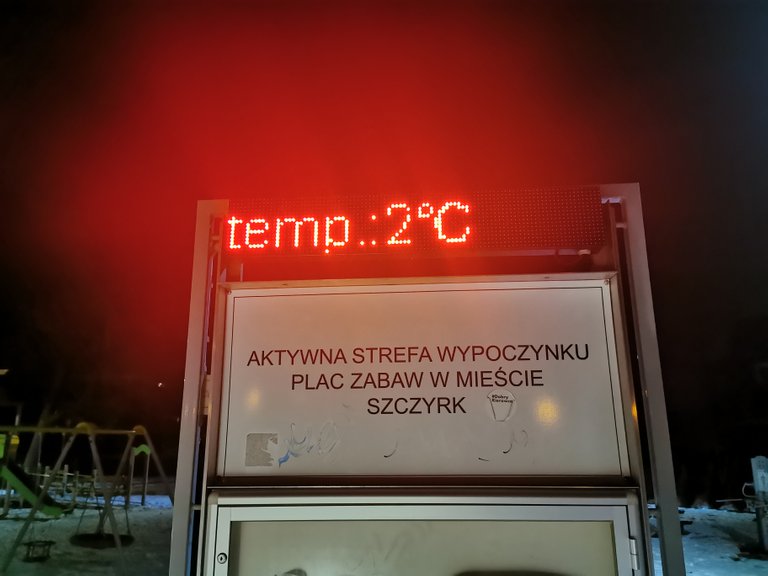 temp.:2°C
AKTYWNA STREFA WYPOCZYNKU
PLAC ZABAW W MIEŚCIE
SZCZYRK